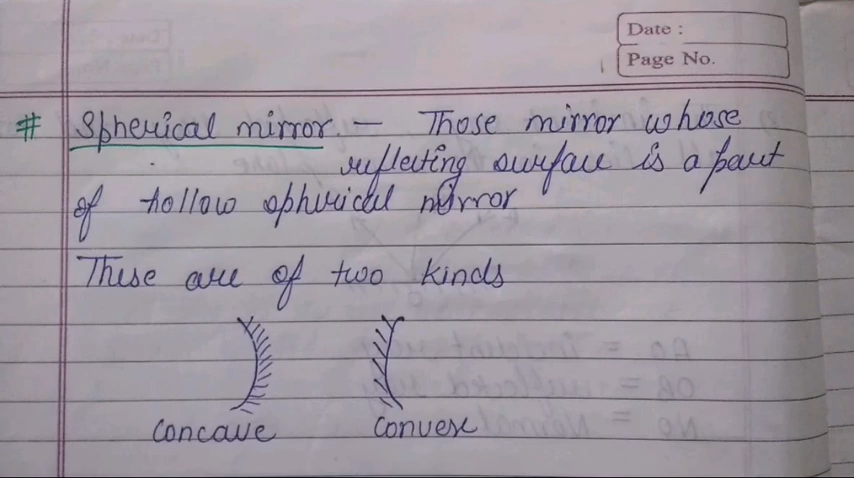 Date :
Page No.
# Spherical mirror. — Those mirror whose
reflecting surface is a part
of hollow spherical mirror
These are of two kinds
concave convex